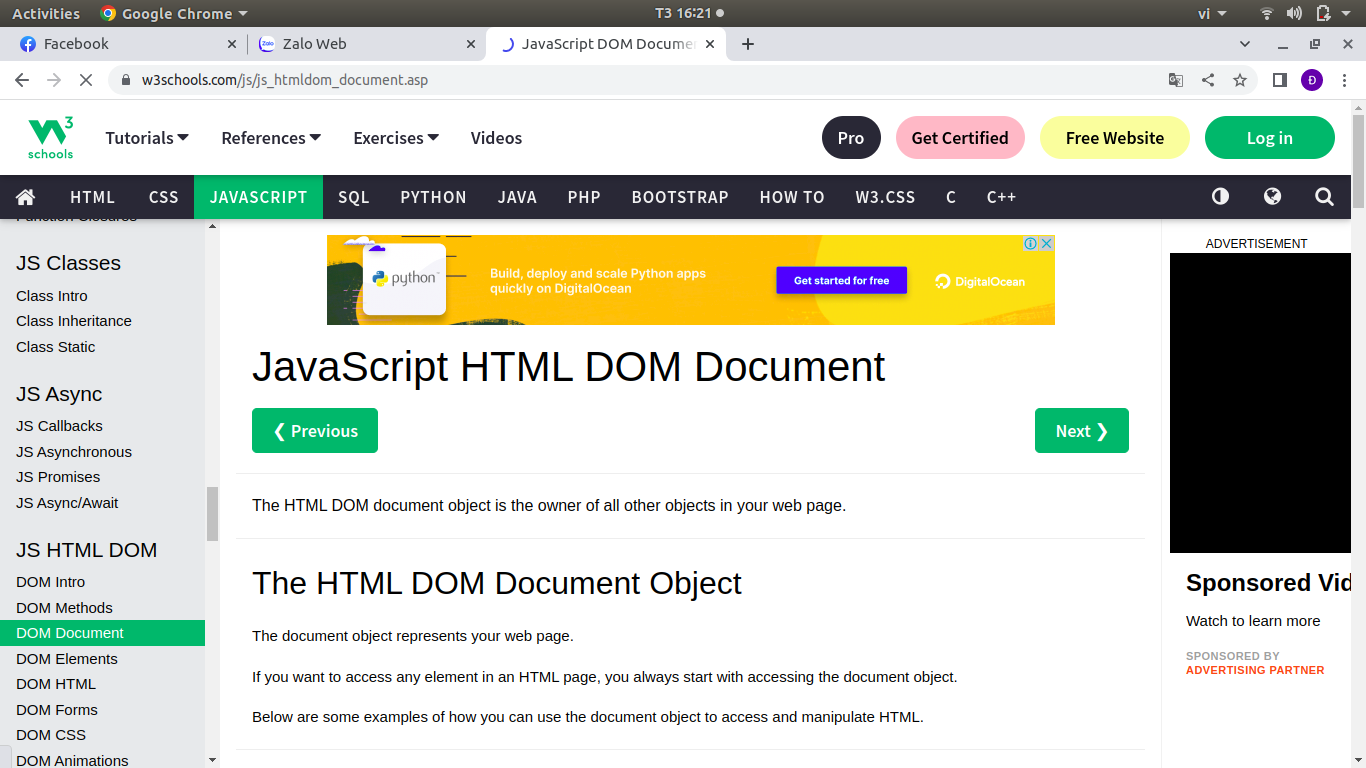 Activities Google Chrome T3 16:21 vi
Facebook Zalo Zalo Web JavaScript DOM Docume
w3schools.com/js/js_htmldom_document.asp Đ
W3 schools Tutorials References Exercises Videos Pro Get Certified Free Website Log in
HTML CSS JAVASCRIPT SQL PYTHON JAVA PHP BOOTSTRAP HOW TO W3.CSS C C++
Function Closures
JS Classes
Class Intro
Class Inheritance
Class Static
JS Async
JS Callbacks
JS Asynchronous
JS Promises
JS Async/Await
JS HTML DOM
DOM Intro
DOM Methods
DOM Document
DOM Elements
DOM HTML
DOM Forms
DOM CSS
DOM Animations
python
Build, deploy and scale Python apps
quickly on DigitalOcean
Get started for free
DigitalOcean
JavaScript HTML DOM Document
❮ Previous Next ❯
The HTML DOM document object is the owner of all other objects in your web page.
The HTML DOM Document Object
The document object represents your web page.
If you want to access any element in an HTML page, you always start with accessing the document object.
Below are some examples of how you can use the document object to access and manipulate HTML.
ADVERTISEMENT
Sponsored Vid
Watch to learn more
SPONSORED BY
ADVERTISING PARTNER